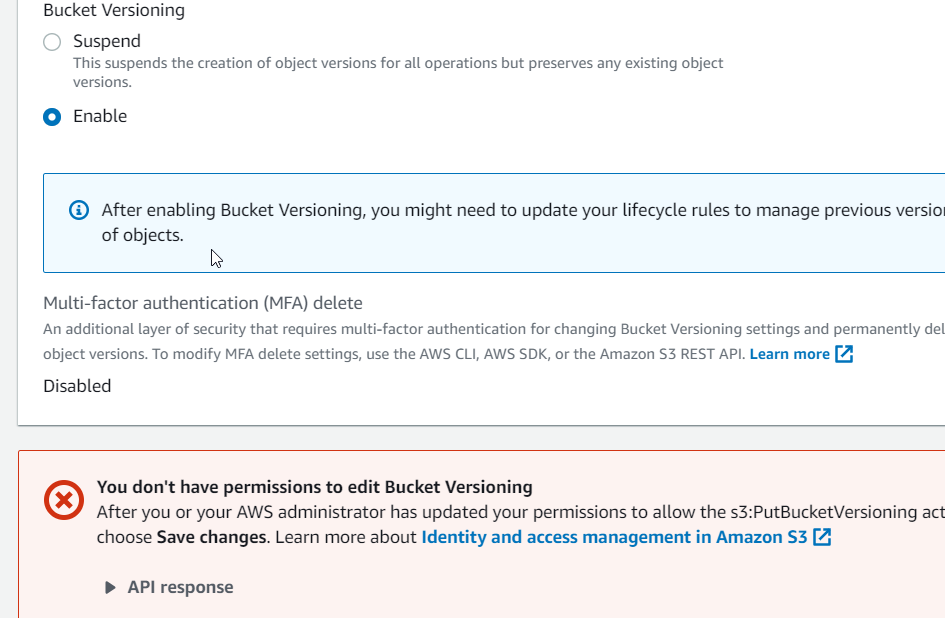 Bucket Versioning
Suspend
This suspends the creation of object versions for all operations but preserves any existing object
versions.
Enable
After enabling Bucket Versioning, you might need to update your lifecycle rules to manage previous
of objects.
Multi-factor authentication (MFA) delete
An additional layer of security that requires multi-factor authentication for changing Bucket Versioning settings and permanently
object versions. To modify MFA delete settings, use the AWS CLI, AWS SDK, or the Amazon S3 REST API. Learn more
Disabled
You don't have permissions to edit Bucket Versioning
After you or your AWS administrator has updated your permissions to allow the s3:PutBucketVersioning
choose Save changes. Learn more about Identity and access management in Amazon S3
API response